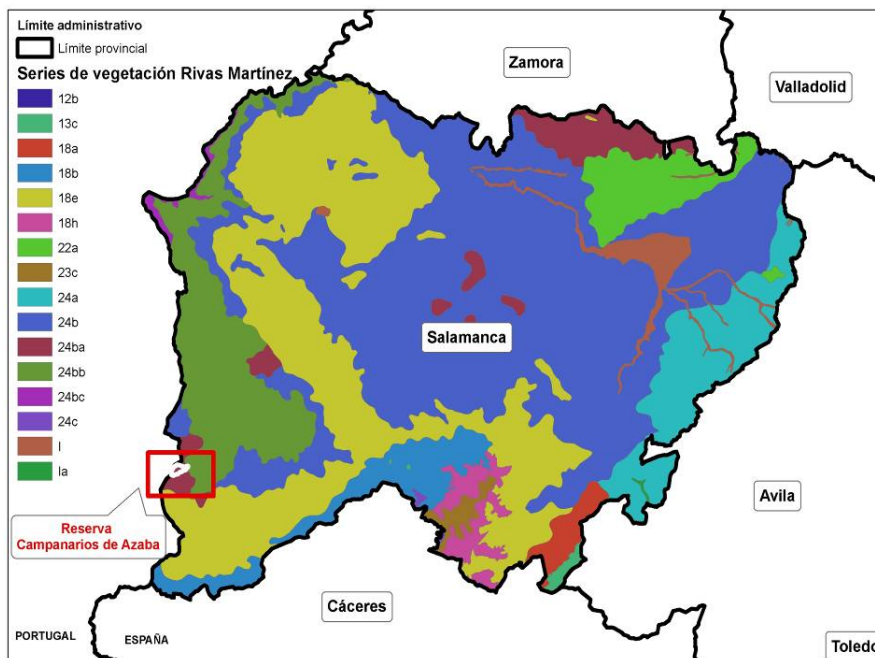 Límite administrativo
Límite provincial
Series de vegetación Rivas Martínez
12b
13c
18a
18b
18e
18h
22a
23c
24a
24b
24ba
24bb
24bc
24c
I
Ia
Zamora
Valladolid
Salamanca
Avila
Reserva
Campanarios de Azaba
Cáceres
PORTUGAL
ESPAÑA
Toledo